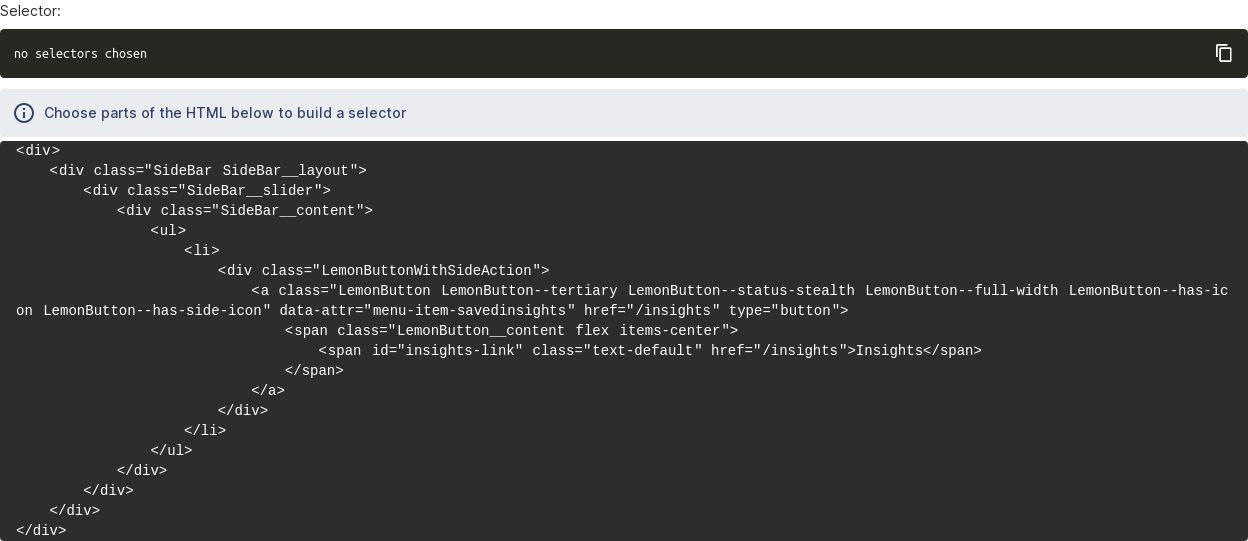 Selector:
no selectors chosen
Choose parts of the HTML below to build a selector
<div>
<div class="SideBar SideBar__layout">
<div class="SideBar__slider">
<div class="SideBar__content">
<ul>
<li>
<div class="LemonButtonWithSideAction">
<a class="LemonButton LemonButton--tertiary LemonButton--status-stealth LemonButton--full-width LemonButton--has-ic
on LemonButton--has-side-icon" data-attr="menu-item-savedinsights" href="/insights" type="button">
<span class="LemonButton__content flex items-center">
<span id="insights-link" class="text-default" href="/insights">Insights</span>
</span>
</a>
</div>
</li>
</ul>
</div>
</div>
</div>
</div>